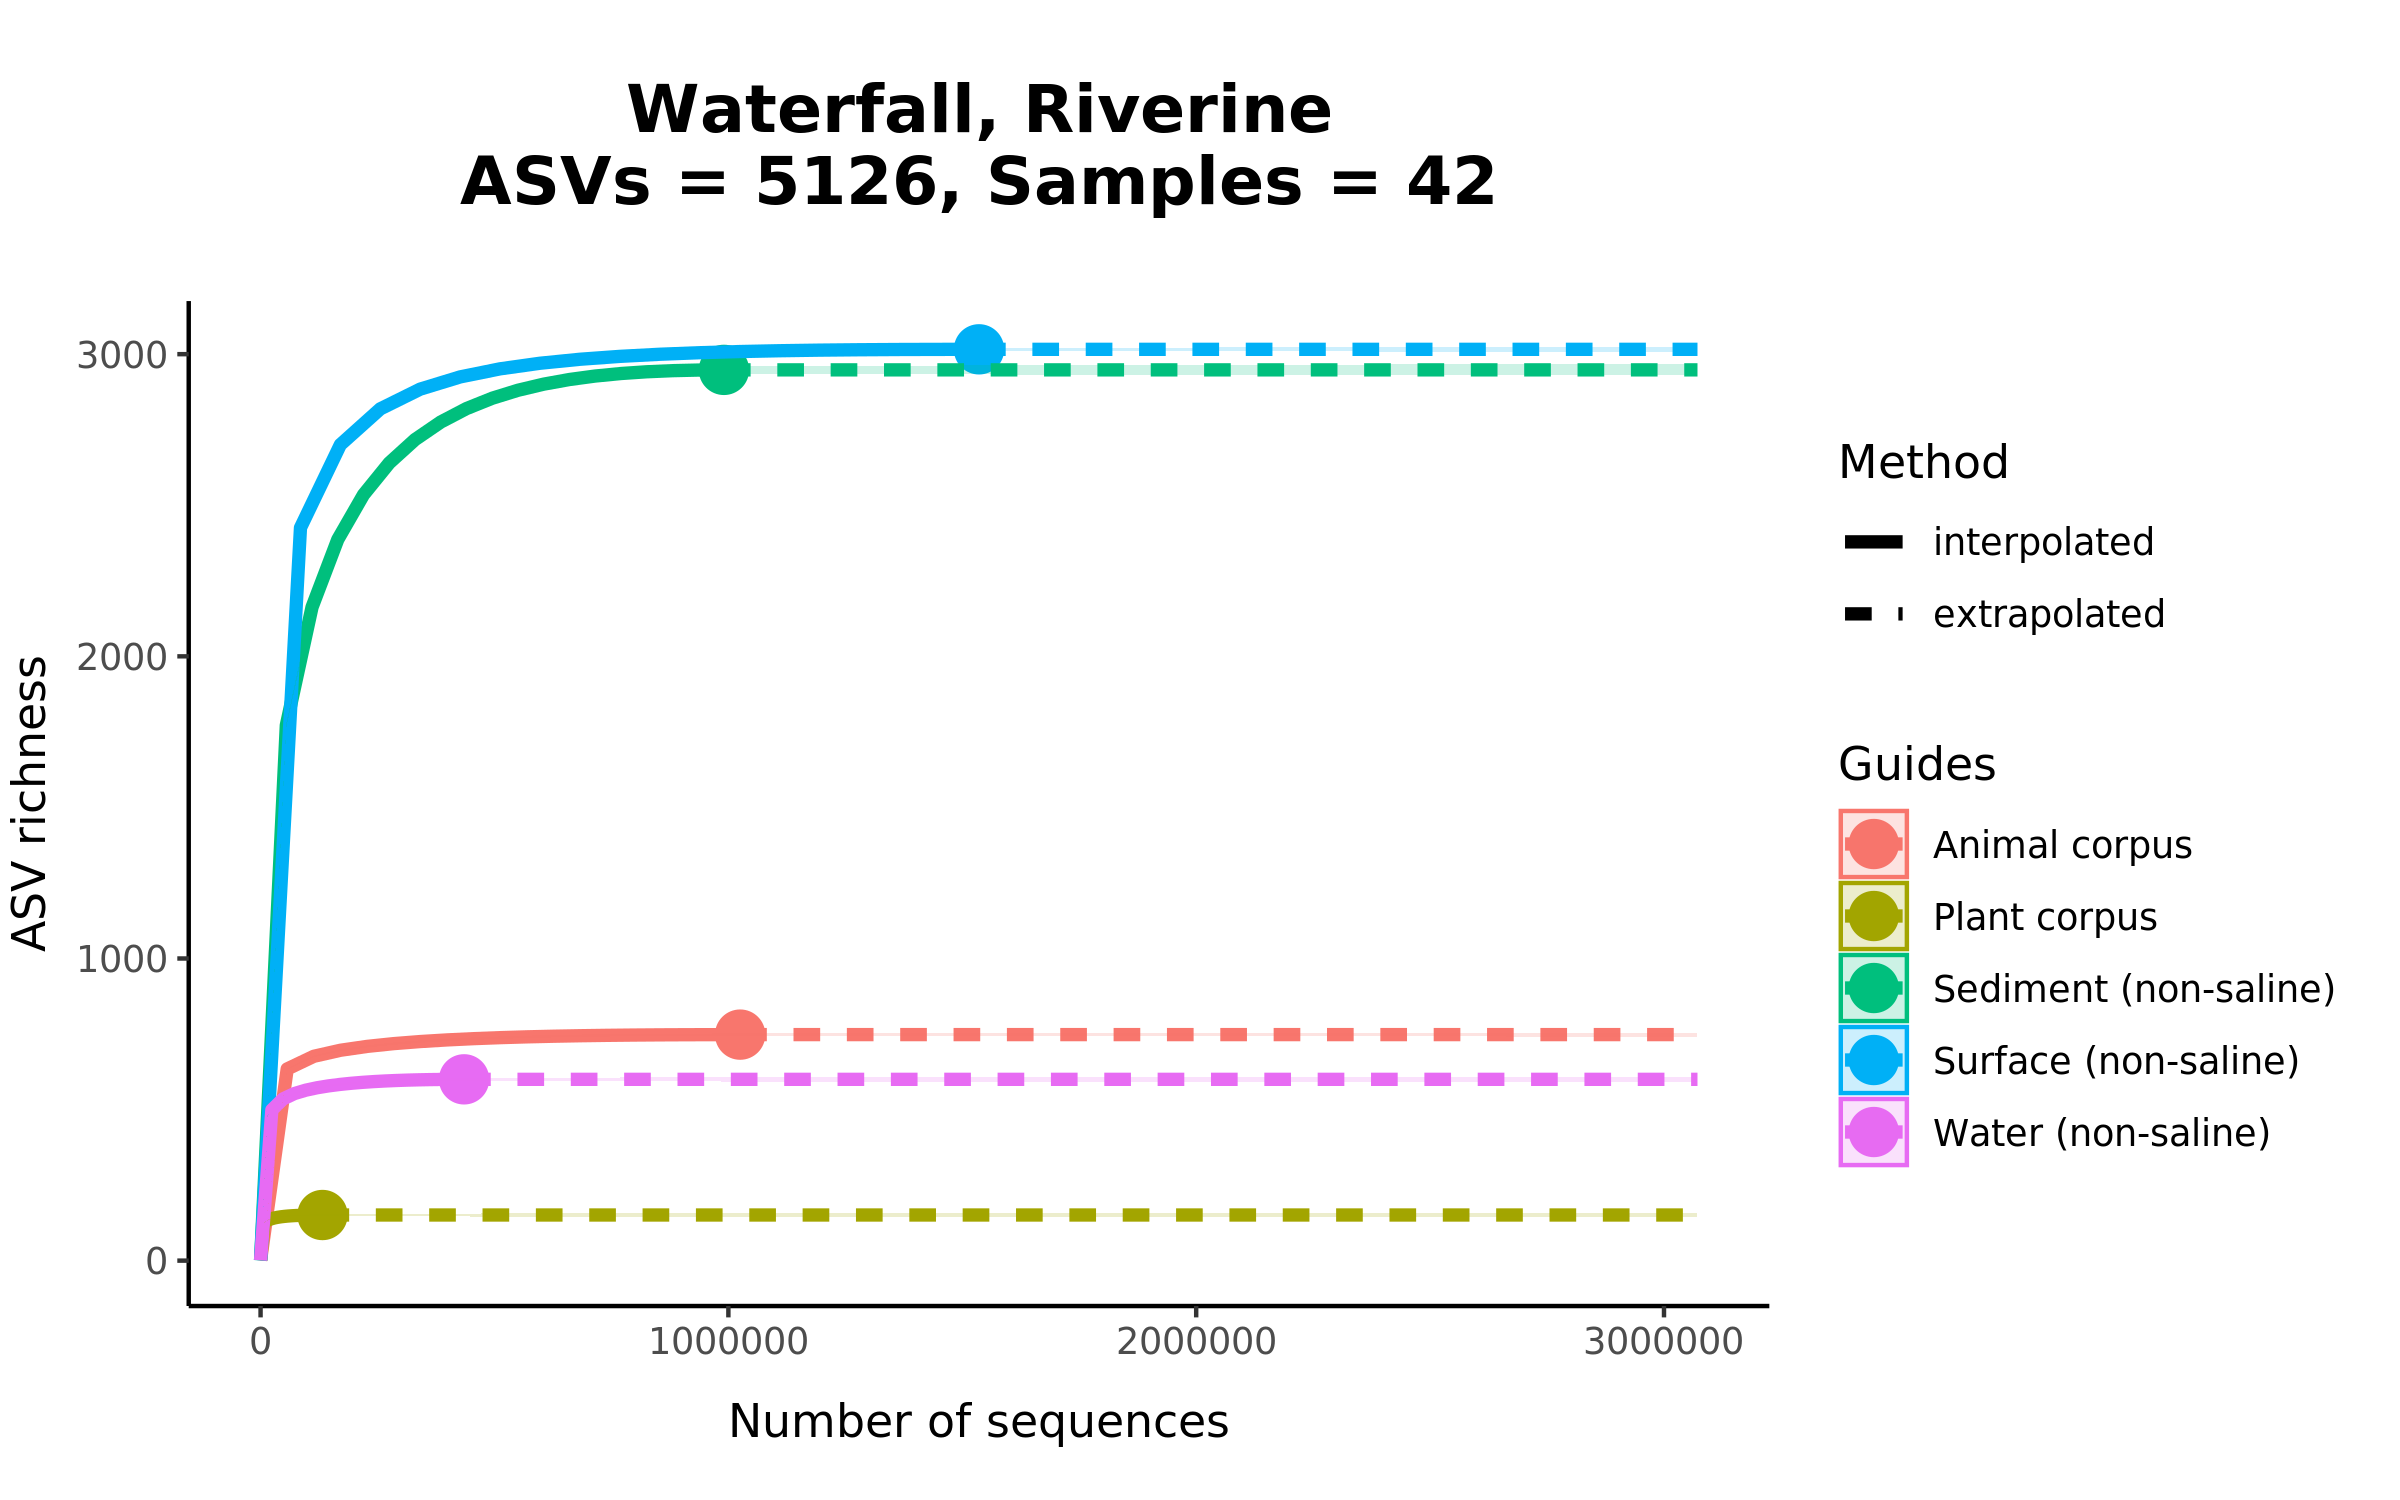 Waterfall, Riverine
ASVs = 5126, Samples = 42
ASV richness
3000
2000
1000
0
0
1000000
2000000
3000000
Number of sequences
Method
interpolated
extrapolated
Guides
Animal corpus
Plant corpus
Sediment (non-saline)
Surface (non-saline)
Water (non-saline)